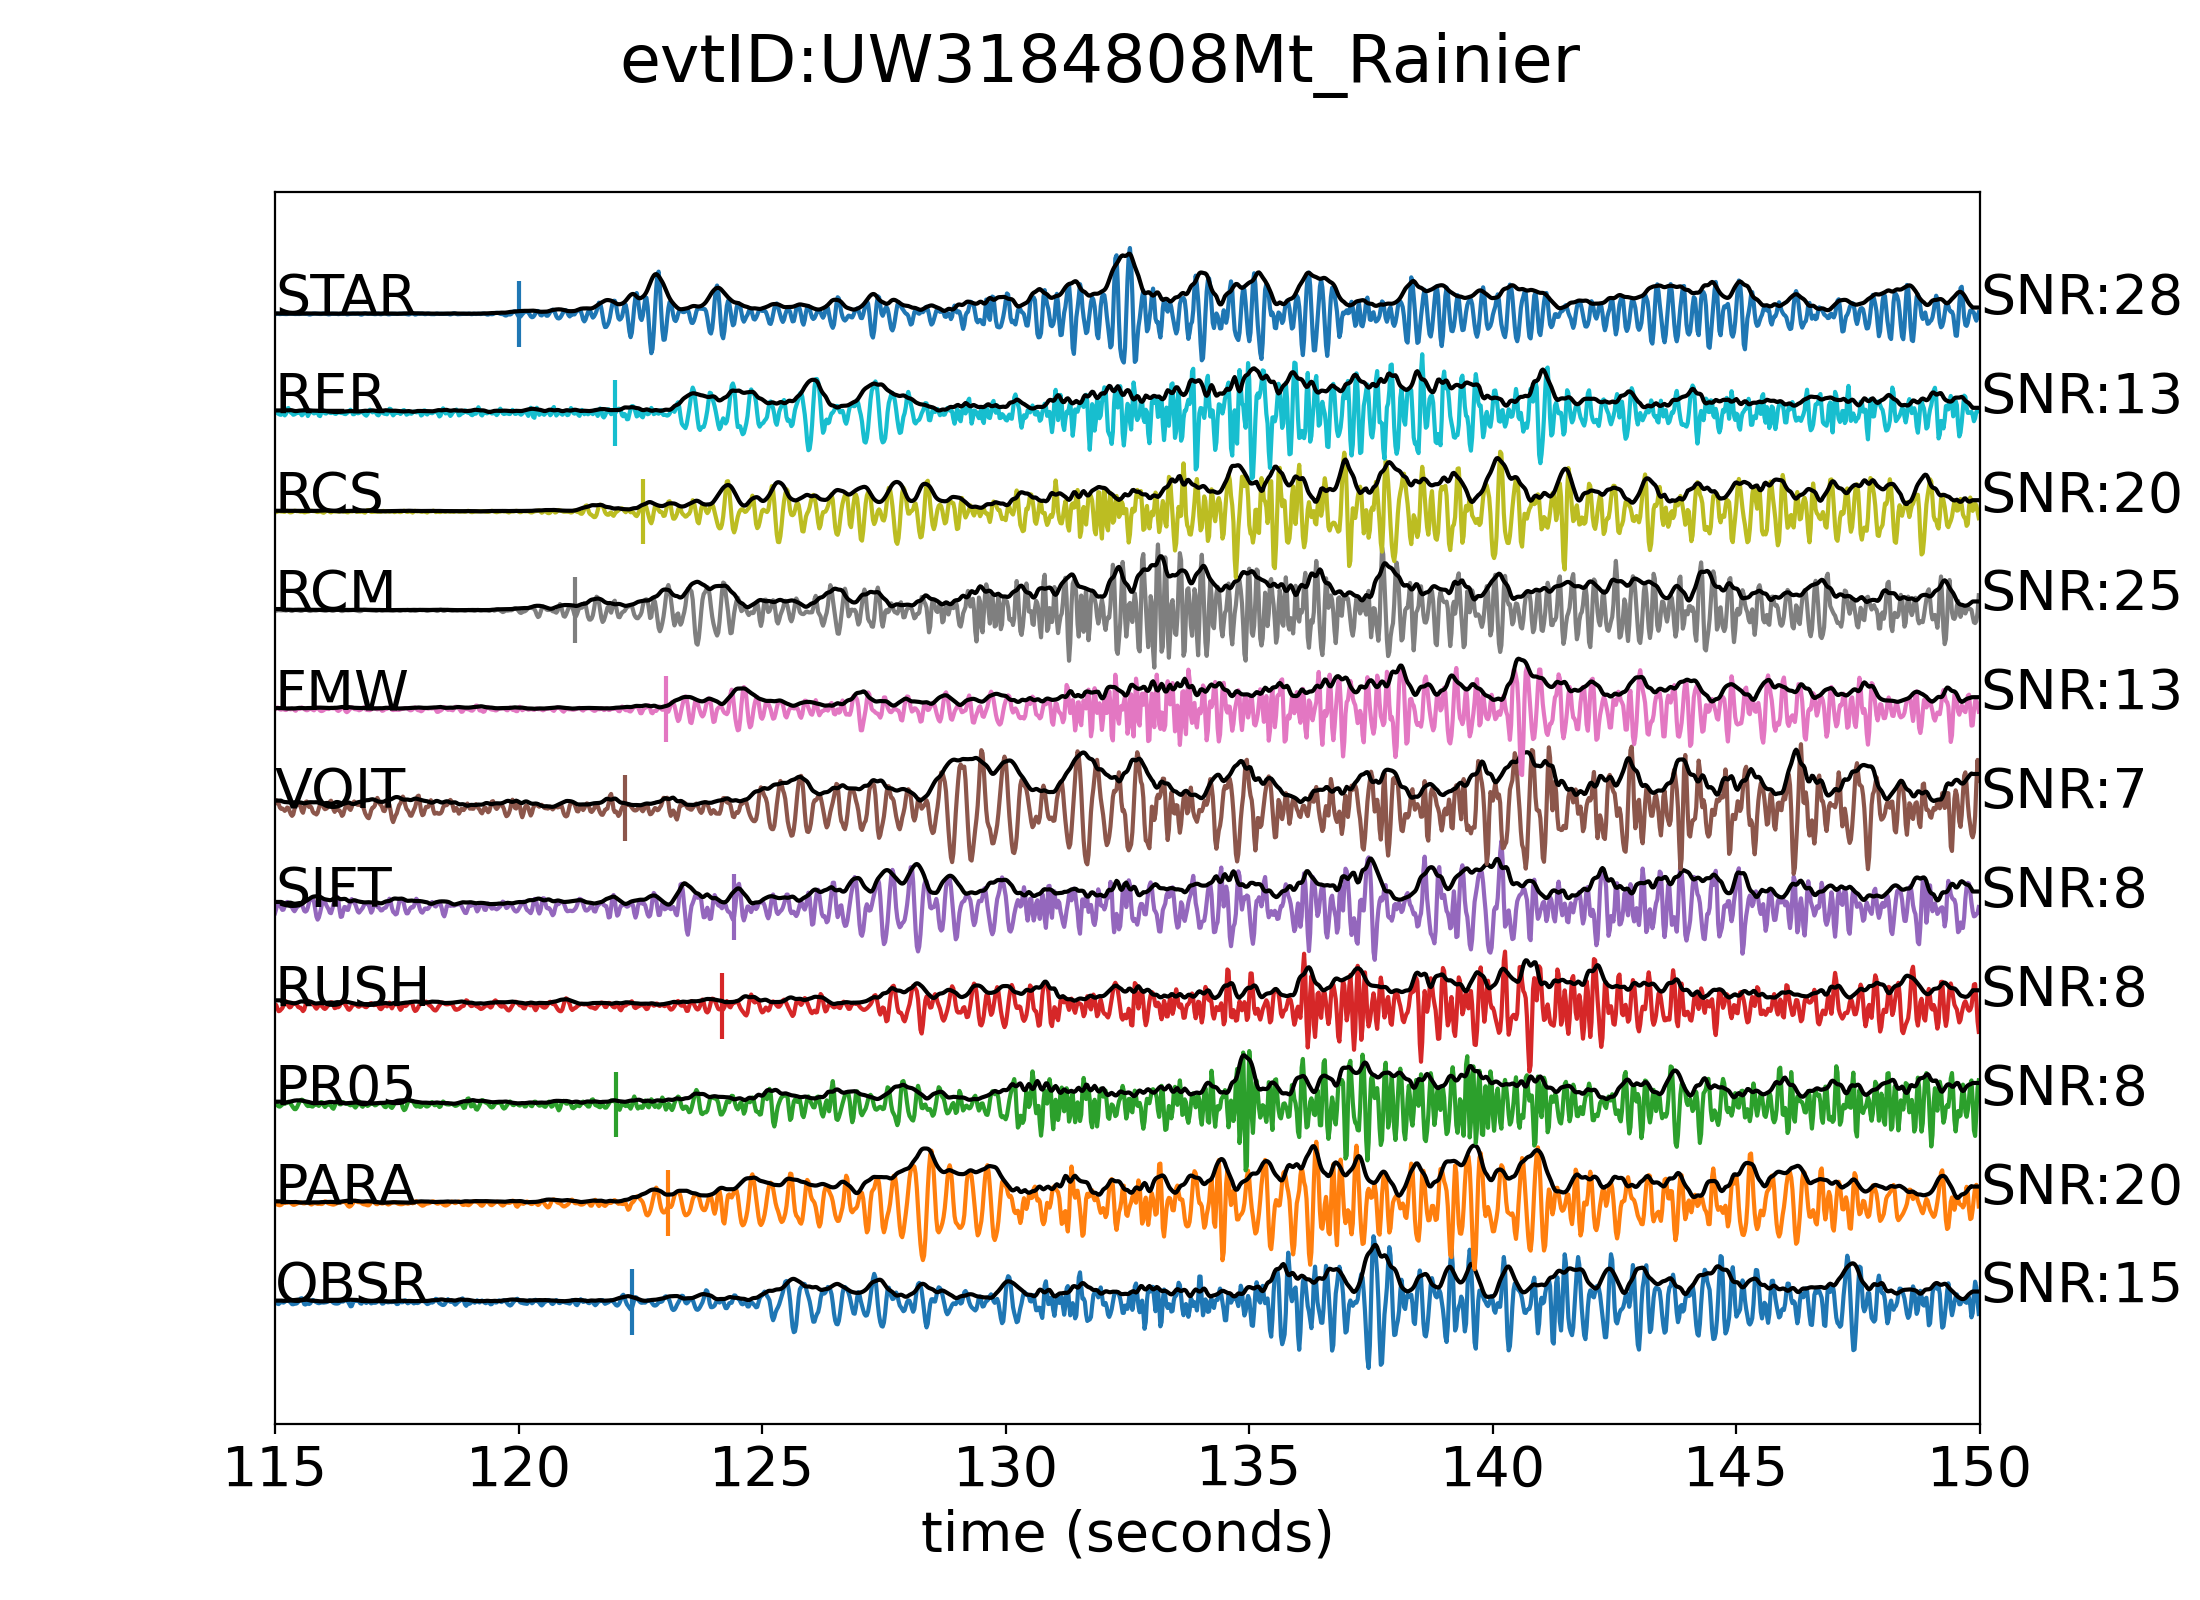 evtID:UW3184808Mt_Rainier
STAR SNR:28
RER SNR:13
RCS SNR:20
RCM SNR:25
FMW SNR:13
VOIT SNR:7
SIFT SNR:8
RUSH SNR:8
PR05 SNR:8
PARA SNR:20
OBSR SNR:15
115 120 125 130 135 140 145 150
time (seconds)